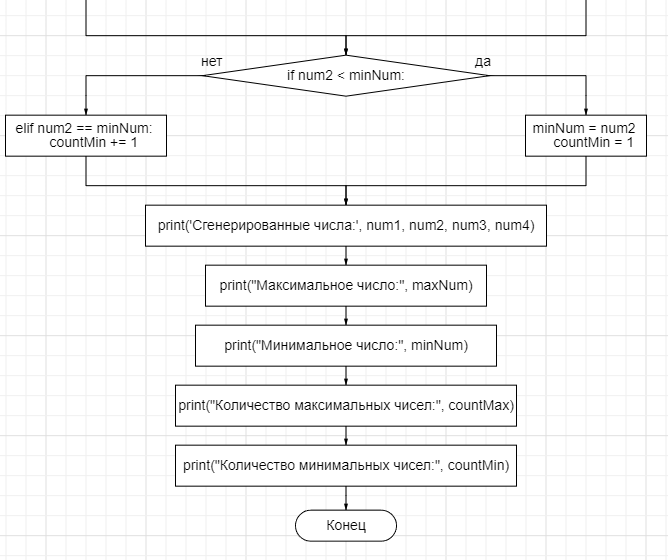 нет
да
if num2 < minNum:
elif num2 == minNum:
countMin += 1
minNum = num2
countMin = 1
print('Сгенерированные числа:', num1, num2, num3, num4)
print("Максимальное число:", maxNum)
print("Минимальное число:", minNum)
print("Количество максимальных чисел:", countMax)
print("Количество минимальных чисел:", countMin)
Конец